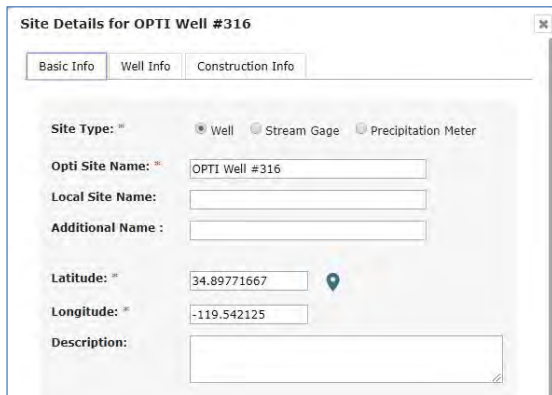 Site Details for OPTI Well #316
Basic Info Well Info Construction Info
Site Type: * Well Stream Gage Precipitation Meter
Opti Site Name: * OPTI Well #316
Local Site Name:
Additional Name :
Latitude: * 34.89771667
Longitude: * -119.542125
Description: